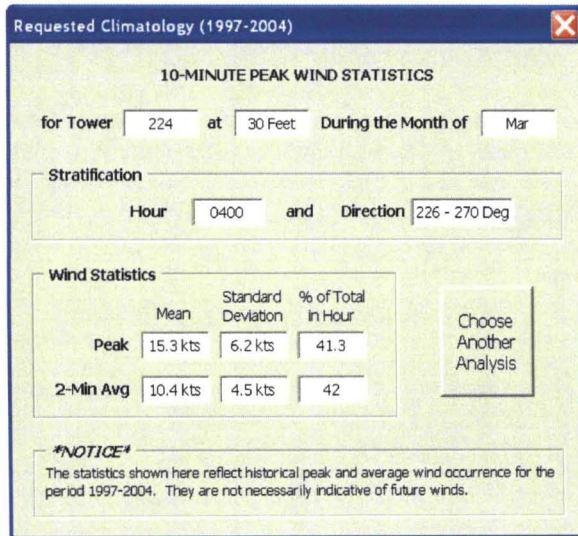 Requested Climatology (1997-2004)
10-MINUTE PEAK WIND STATISTICS
for Tower 224 at 30 Feet During the Month of Mar
Stratification
Hour 0400 and Direction 226 - 270 Deg
Wind Statistics
Mean Standard Deviation % of Total in Hour
Peak 15.3 kts 6.2 kts 41.3
2-Min Avg 10.4 kts 4.5 kts 42
Choose
Another
Analysis
*NOTICE*
The statistics shown here reflect historical peak and average wind occurrence for the
period 1997-2004. They are not necessarily indicative of future winds.